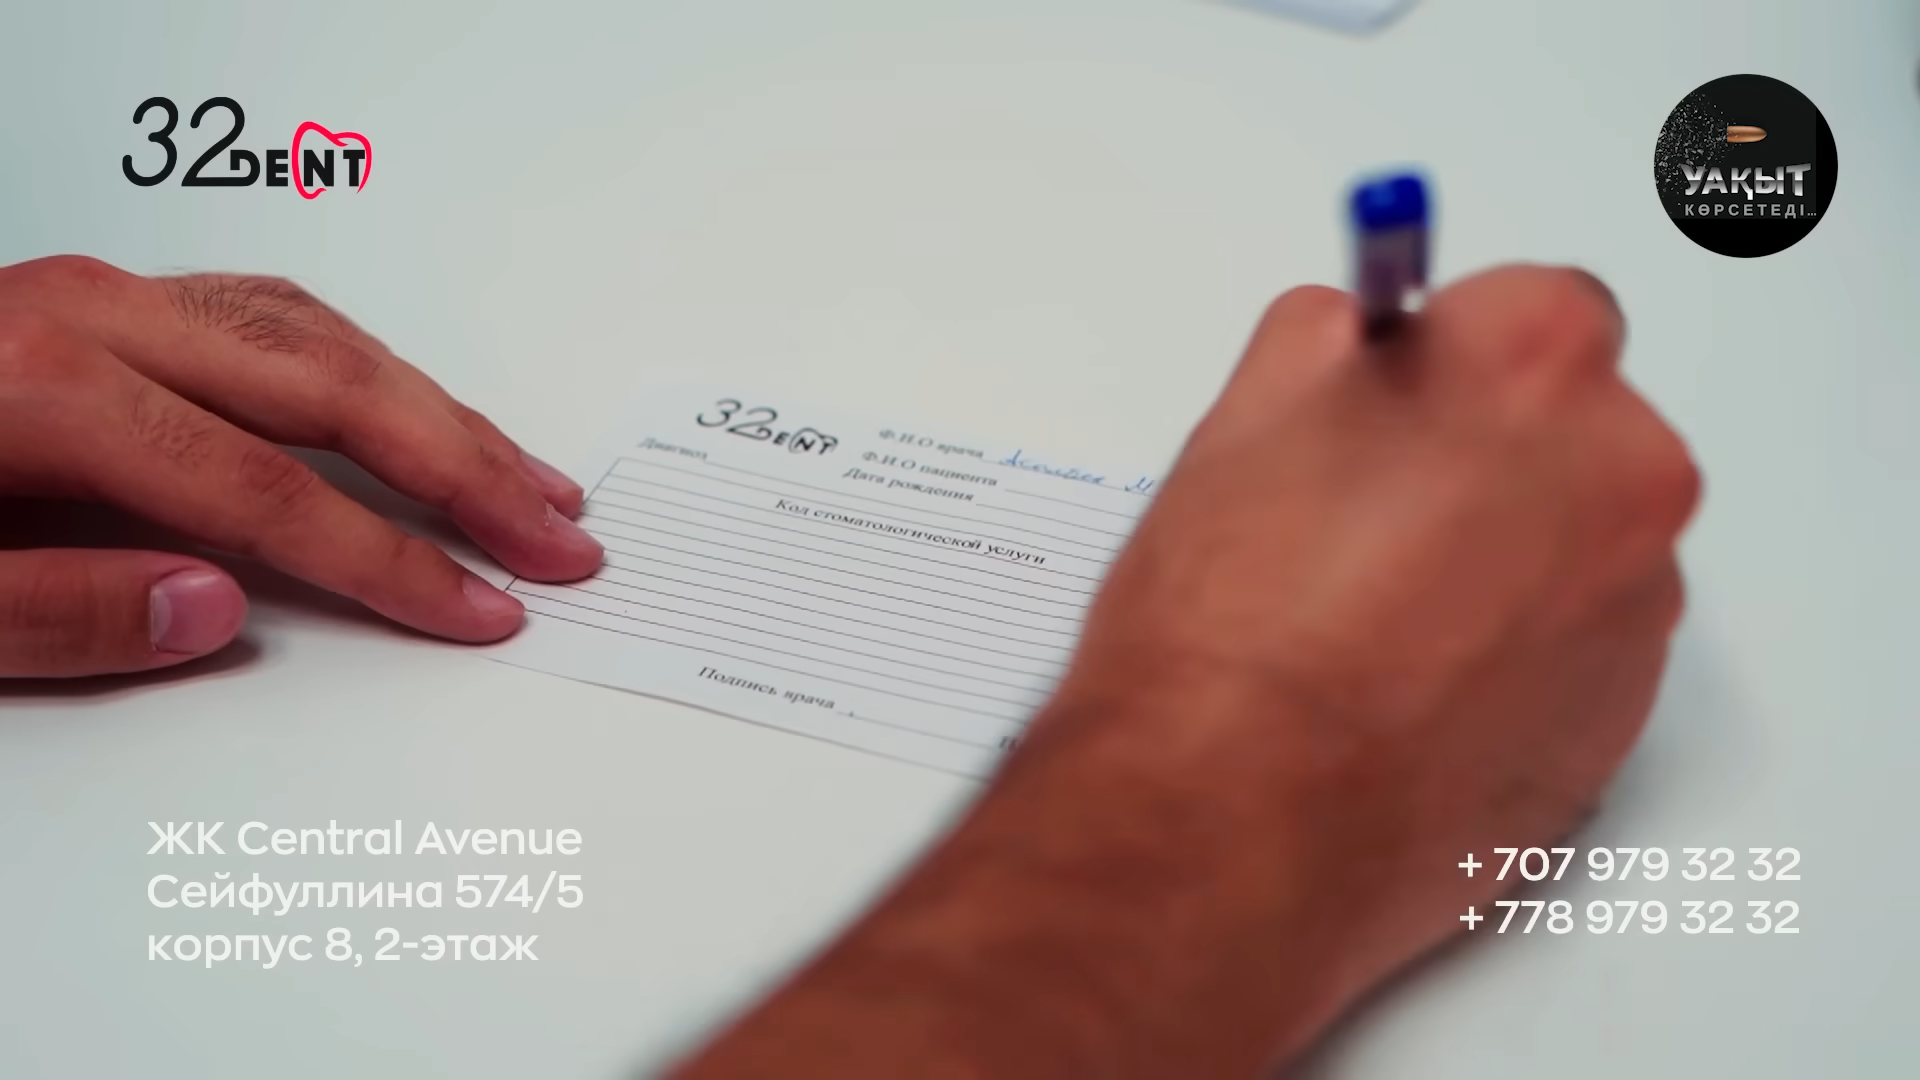 32DENT
УАҚЫТ
КӨРСЕТЕДІ...
32DENT
Ф.И.О врача
Ф.И.О пациента
Дата рождения
Диагноз
Код стоматологической услуги
Подпись врача
ЖК Central Avenue
Сейфуллина 574/5
корпус 8, 2-этаж
+ 707 979 32 32
+ 778 979 32 32